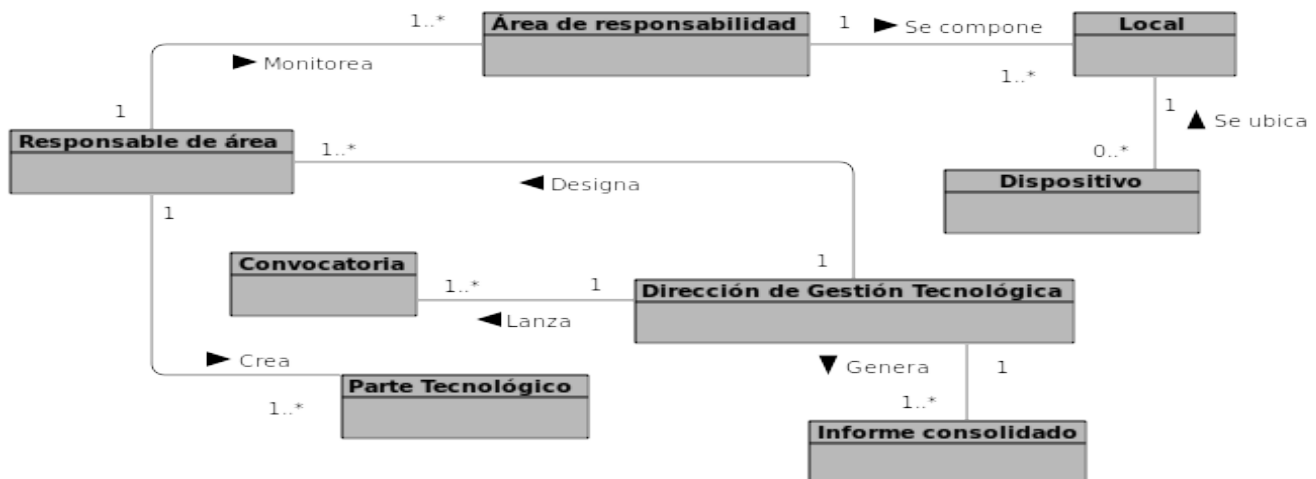 1..*
Área de responsabilidad
1
Se compone
Local
Monitorea
1..*
1
1
Se ubica
Responsable de área
1..*
0..*
Designa
Dispositivo
1
Convocatoria
1
1..*
1
Dirección de Gestión Tecnológica
Lanza
Crea
Genera
1
Parte Tecnológico
1..*
1..*
Informe consolidado